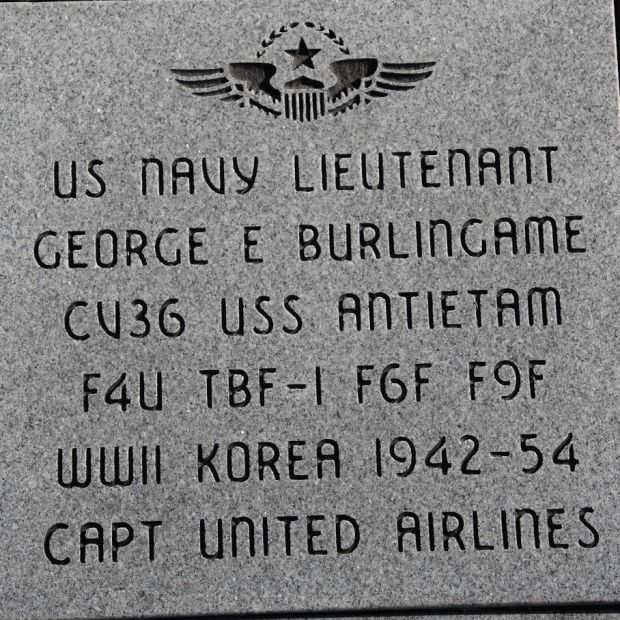 US NAVY LIEUTENANT
GEORGE E BURLINGAME
CV36 USS ANTIETAM
F4U TBF-1 F6F F9F
WWII KOREA 1942-54
CAPT UNITED AIRLINES